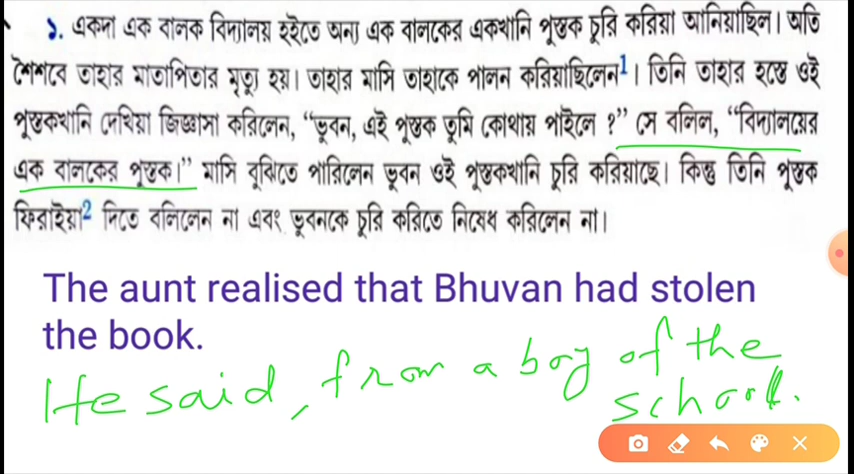 ১. একদা এক বালক বিদ্যালয় হইতে অন্য এক বালকের একখানি পুস্তক চুরি করিয়া আনিয়াছিল। অতি
শৈশবে তাহার মাতাপিতার মৃত্যু হয়। তাহার মাসি তাহাকে পালন করিয়াছিলেন¹। তিনি তাহার হস্তে ওই
পুস্তকখানি দেখিয়া জিজ্ঞাসা করিলেন, “ভুবন, এই পুস্তক তুমি কোথায় পাইলে ?” সে বলিল, “বিদ্যালয়ের
এক বালকের পুস্তক।” মাসি বুঝিতে পারিলেন ভুবন ওই পুস্তকখানি চুরি করিয়াছে। কিন্তু তিনি পুস্তক
ফিরাইয়া² দিতে বলিলেন না এবং ভুবনকে চুরি করিতে নিষেধ করিলেন না।
The aunt realised that Bhuvan had stolen
the book.
He said, from a boy of the
school.